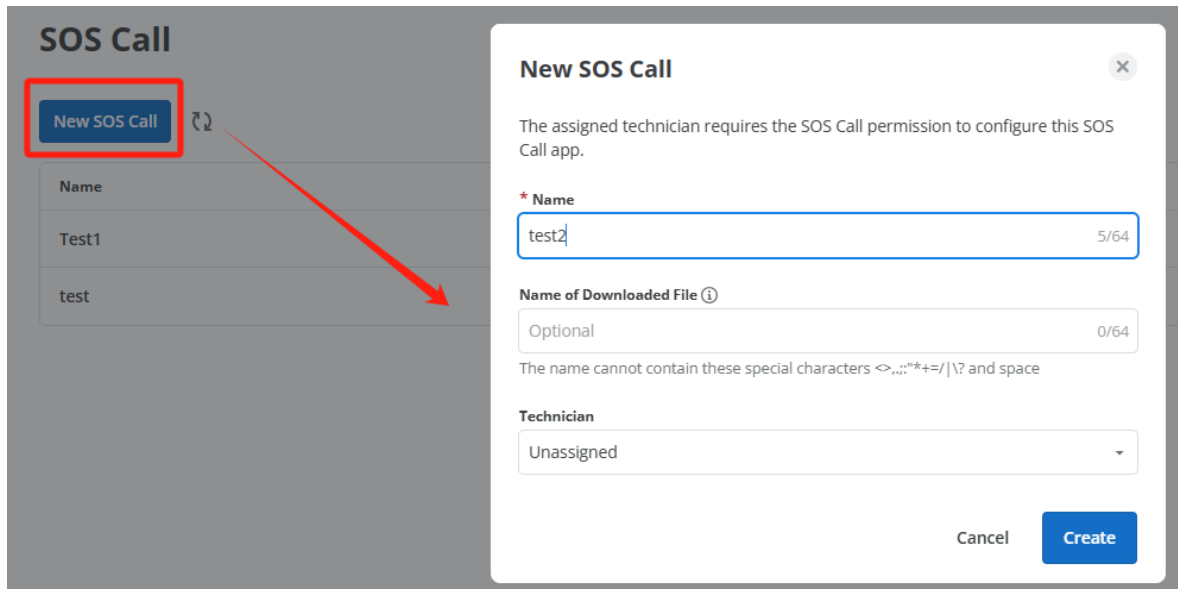 SOS Call
New SOS Call
Name
Test1
test
New SOS Call
The assigned technician requires the SOS Call permission to configure this SOS
Call app.
* Name
test2 5/64
Name of Downloaded File
Optional 0/64
The name cannot contain these special characters <>,.;:"*+=/|\? and space
Technician
Unassigned
Cancel Create